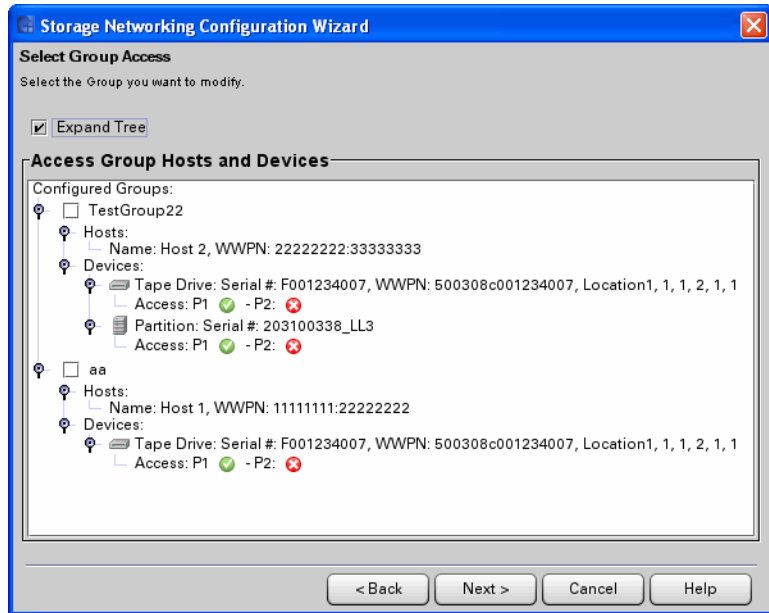 Storage Networking Configuration Wizard
Select Group Access
Select the Group you want to modify.
Expand Tree
Access Group Hosts and Devices
Configured Groups:
TestGroup22
Hosts:
Name: Host 2, WWPN: 22222222:33333333
Devices:
Tape Drive: Serial #: F001234007, WWPN: 500308c001234007, Location1, 1, 1, 2, 1, 1
Access: P1 - P2:
Partition: Serial #: 203100338_LL3
Access: P1 - P2:
aa
Hosts:
Name: Host 1, WWPN: 11111111:22222222
Devices:
Tape Drive: Serial #: F001234007, WWPN: 500308c001234007, Location1, 1, 1, 2, 1, 1
Access: P1 - P2:
< Back Next > Cancel Help